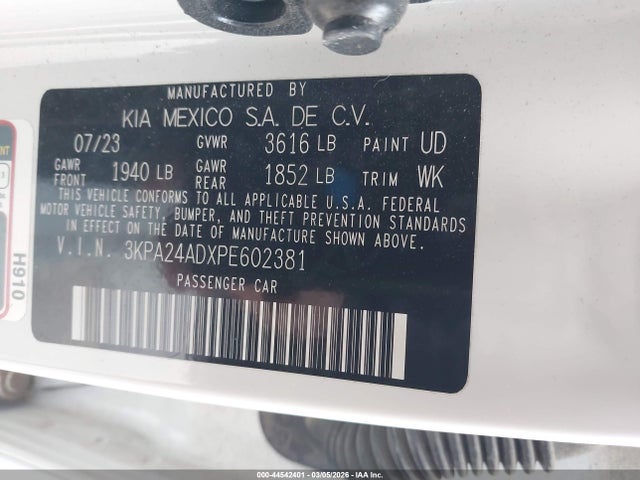 MANUFACTURED BY
KIA MEXICO S.A. DE C.V.
07/23 GVWR 3616 LB PAINT UD
GAWR FRONT 1940 LB GAWR REAR 1852 LB TRIM WK
THIS VEHICLE CONFORMS TO ALL APPLICABLE U.S.A. FEDERAL
MOTOR VEHICLE SAFETY, BUMPER, AND THEFT PREVENTION STANDARDS
IN EFFECT ON THE DATE OF MANUFACTURE SHOWN ABOVE.
V.I.N. 3KPA24ADXPE602381
PASSENGER CAR
H910
000-44542401 - 03/05/2026 - IAA Inc.